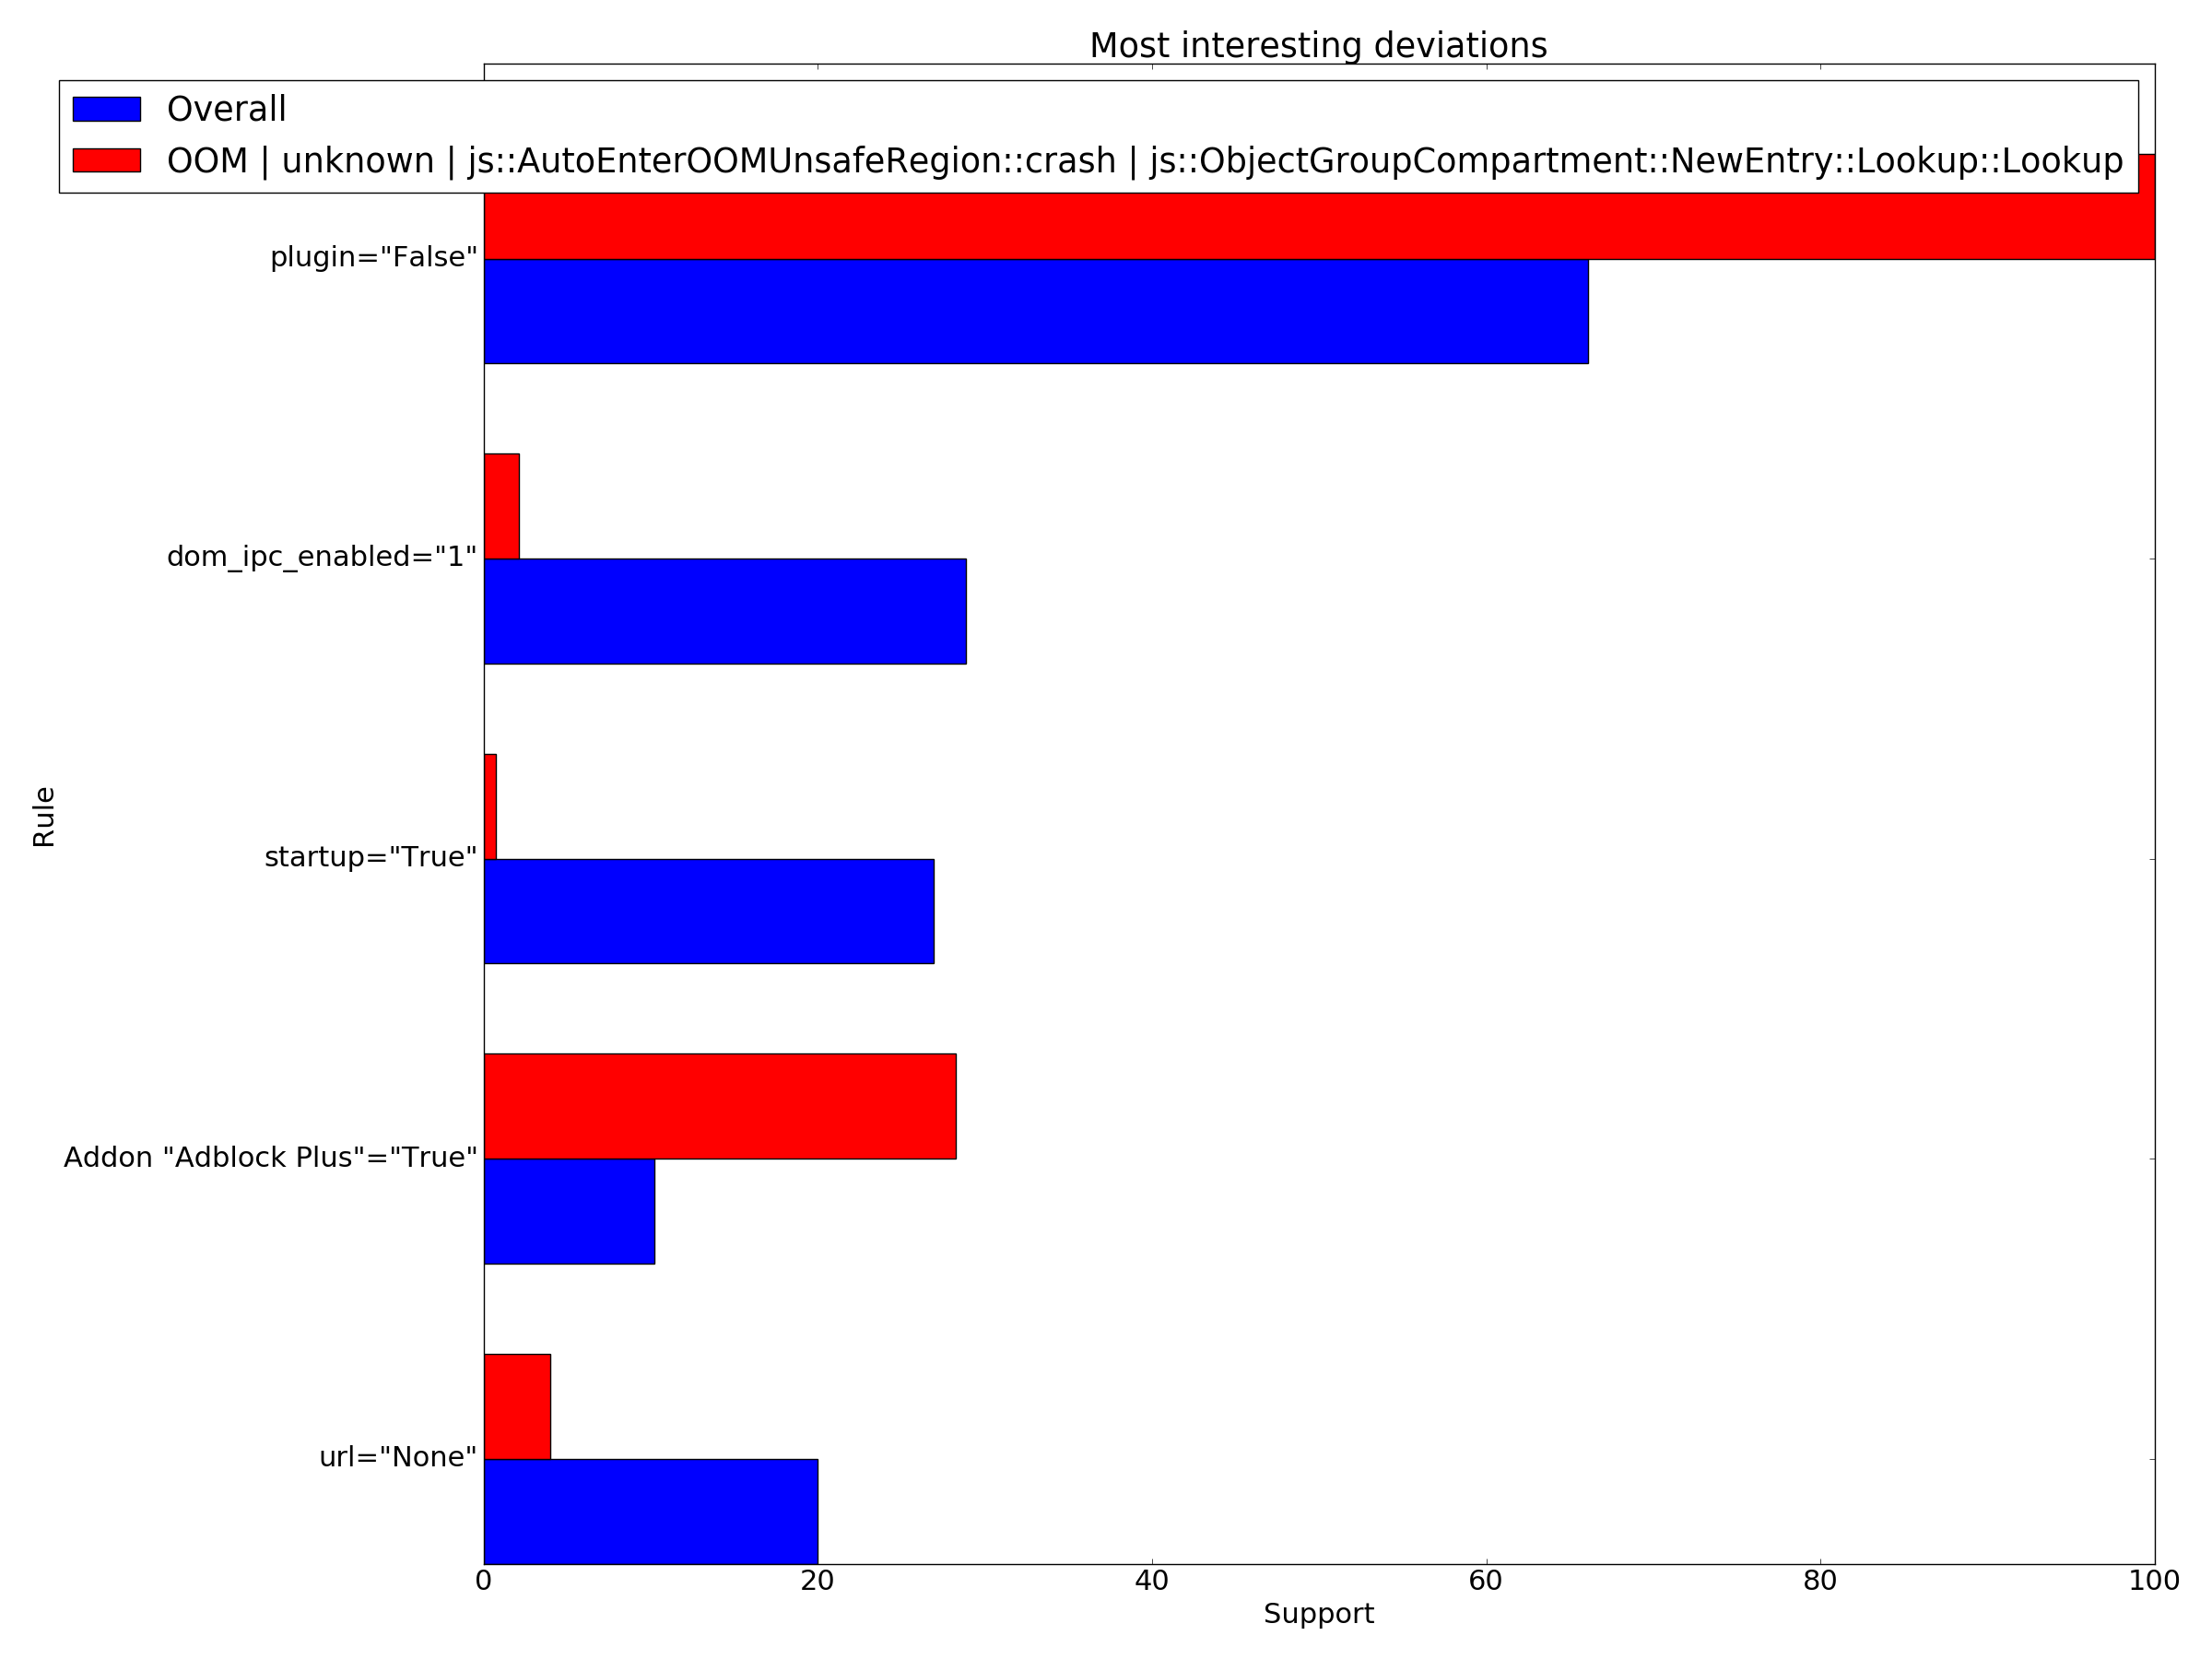 Most interesting deviations
Overall
OOM | unknown | js::AutoEnterOOMUnsafeRegion::crash | js::ObjectGroupCompartment::NewEntry::Lookup::Lookup
plugin="False"
dom_ipc_enabled="1"
startup="True"
Addon "Adblock Plus"="True"
url="None"
Rule
0 20 40 60 80 100
Support